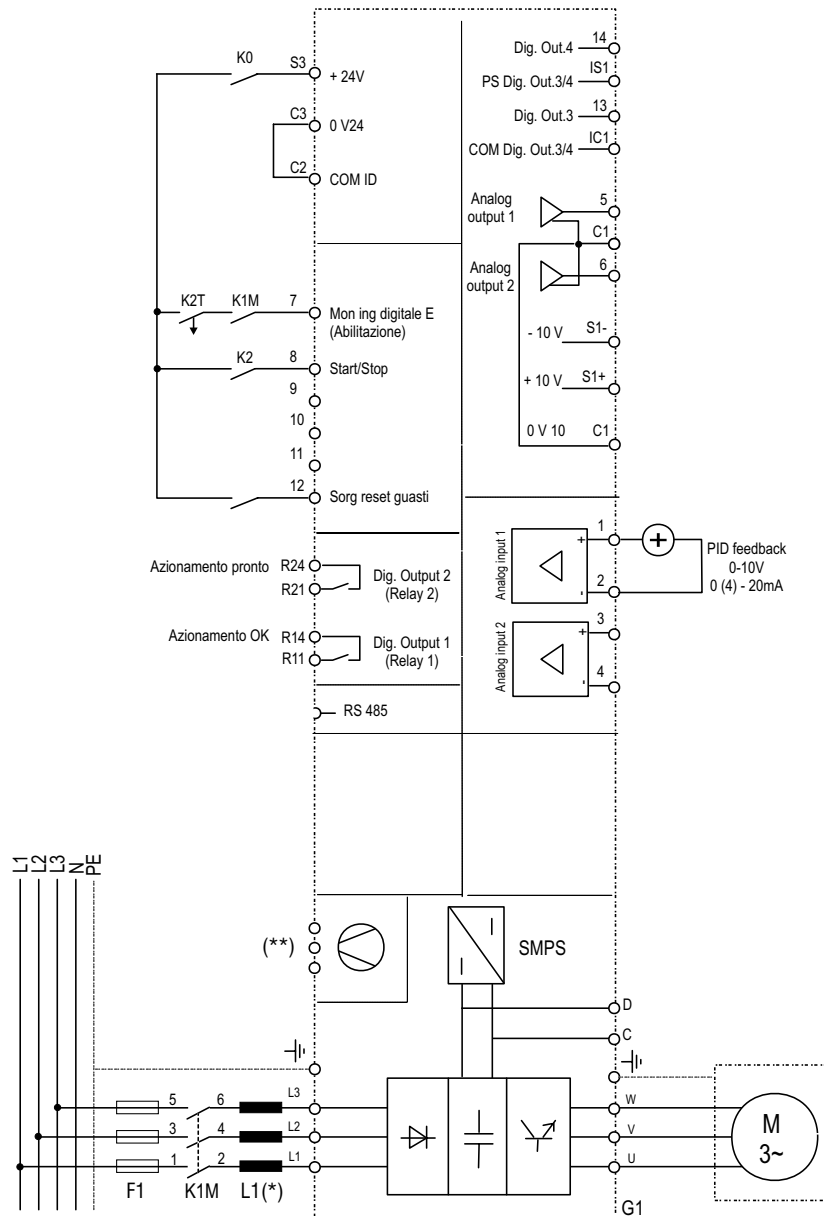 K0
S3
+ 24V
C3
0 V24
C2
COM ID
K2T
K1M
7
Mon ing digitale E
(Abilitazione)
K2
8
Start/Stop
9
10
11
12
Sorg reset guasti
Azionamento pronto
R24
R21
Dig. Output 2
(Relay 2)
Azionamento OK
R14
R11
Dig. Output 1
(Relay 1)
RS 485
Dig. Out.4
14
PS Dig. Out.3/4
IS1
Dig. Out.3
13
COM Dig. Out.3/4
IC1
Analog
output 1
5
C1
Analog
output 2
6
- 10 V
S1-
+ 10 V
S1+
0 V 10
C1
Analog input 1
+
-
1
2
+
PID feedback
0-10V
0 (4) - 20mA
Analog input 2
+
-
3
4
L1
L2
L3
N
PE
(**)
SMPS
D
C
5
6
L3
3
4
L2
1
2
L1
F1
K1M
L1(*)
W
V
U
M
3~
G1